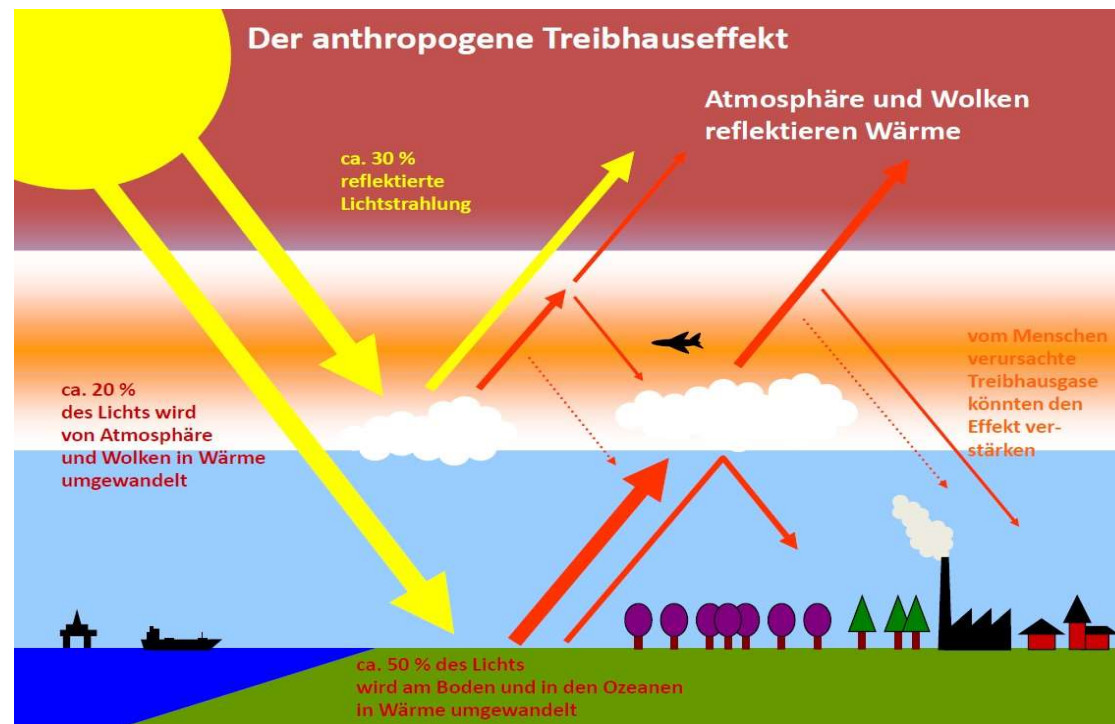 Der anthropogene Treibhauseffekt
Atmosphäre und Wolken
reflektieren Wärme
ca. 30 %
reflektierte
Lichtstrahlung
ca. 20 %
des Lichts wird
von Atmosphäre
und Wolken in Wärme
umgewandelt
vom Menschen
verursachte
Treibhausgase
könnten den
Effekt ver-
stärken
ca. 50 % des Lichts
wird am Boden und in den Ozeanen
in Wärme umgewandelt